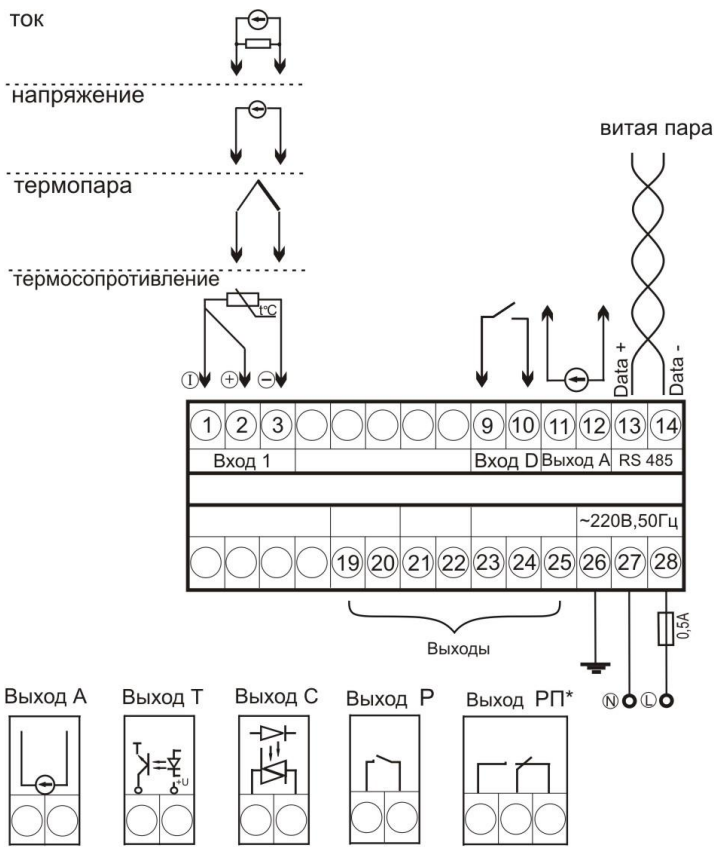 ток
напряжение
витая пара
термопара
термосопротивление
t°C
Data +
Data -
I + −
1 2 3 9 10 11 12 13 14
Вход 1 Вход D Выход А RS 485
~220В,50Гц
19 20 21 22 23 24 25 26 27 28
0,5А
Выходы
N L
Выход А Выход Т Выход С Выход Р Выход РП*
T
+U